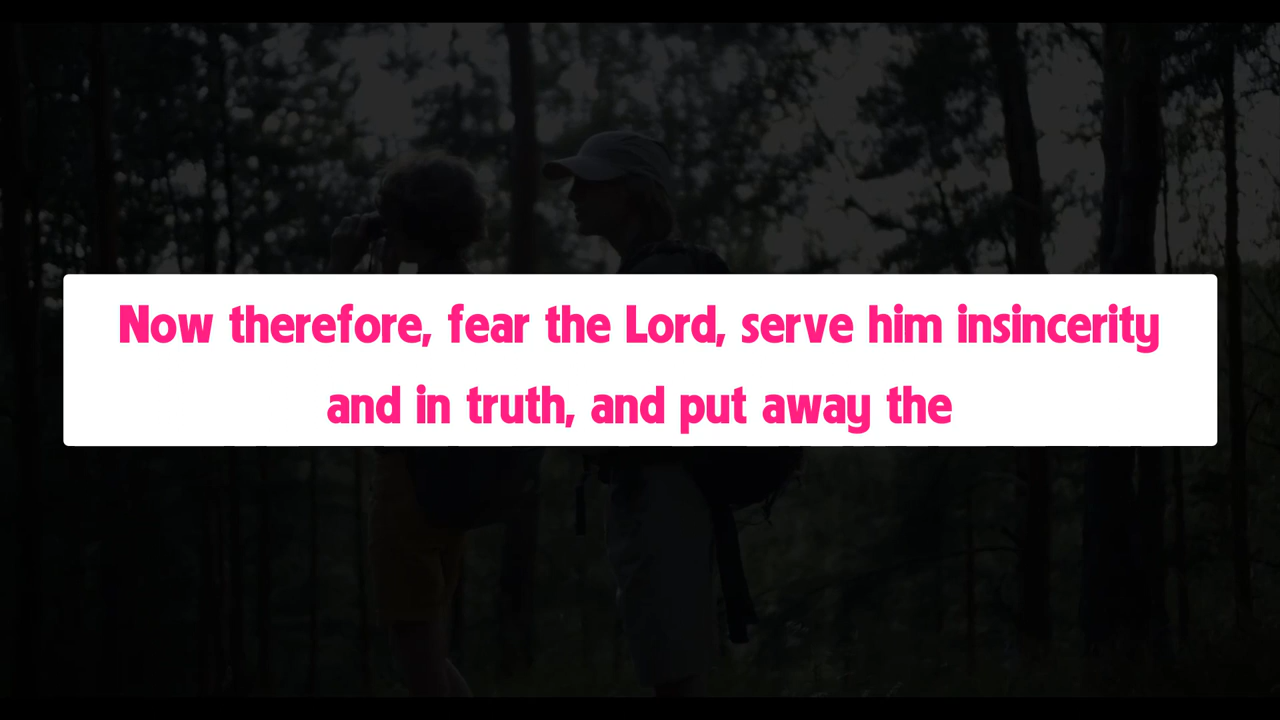 Now therefore, fear the Lord, serve him insincerity
and in truth, and put away the